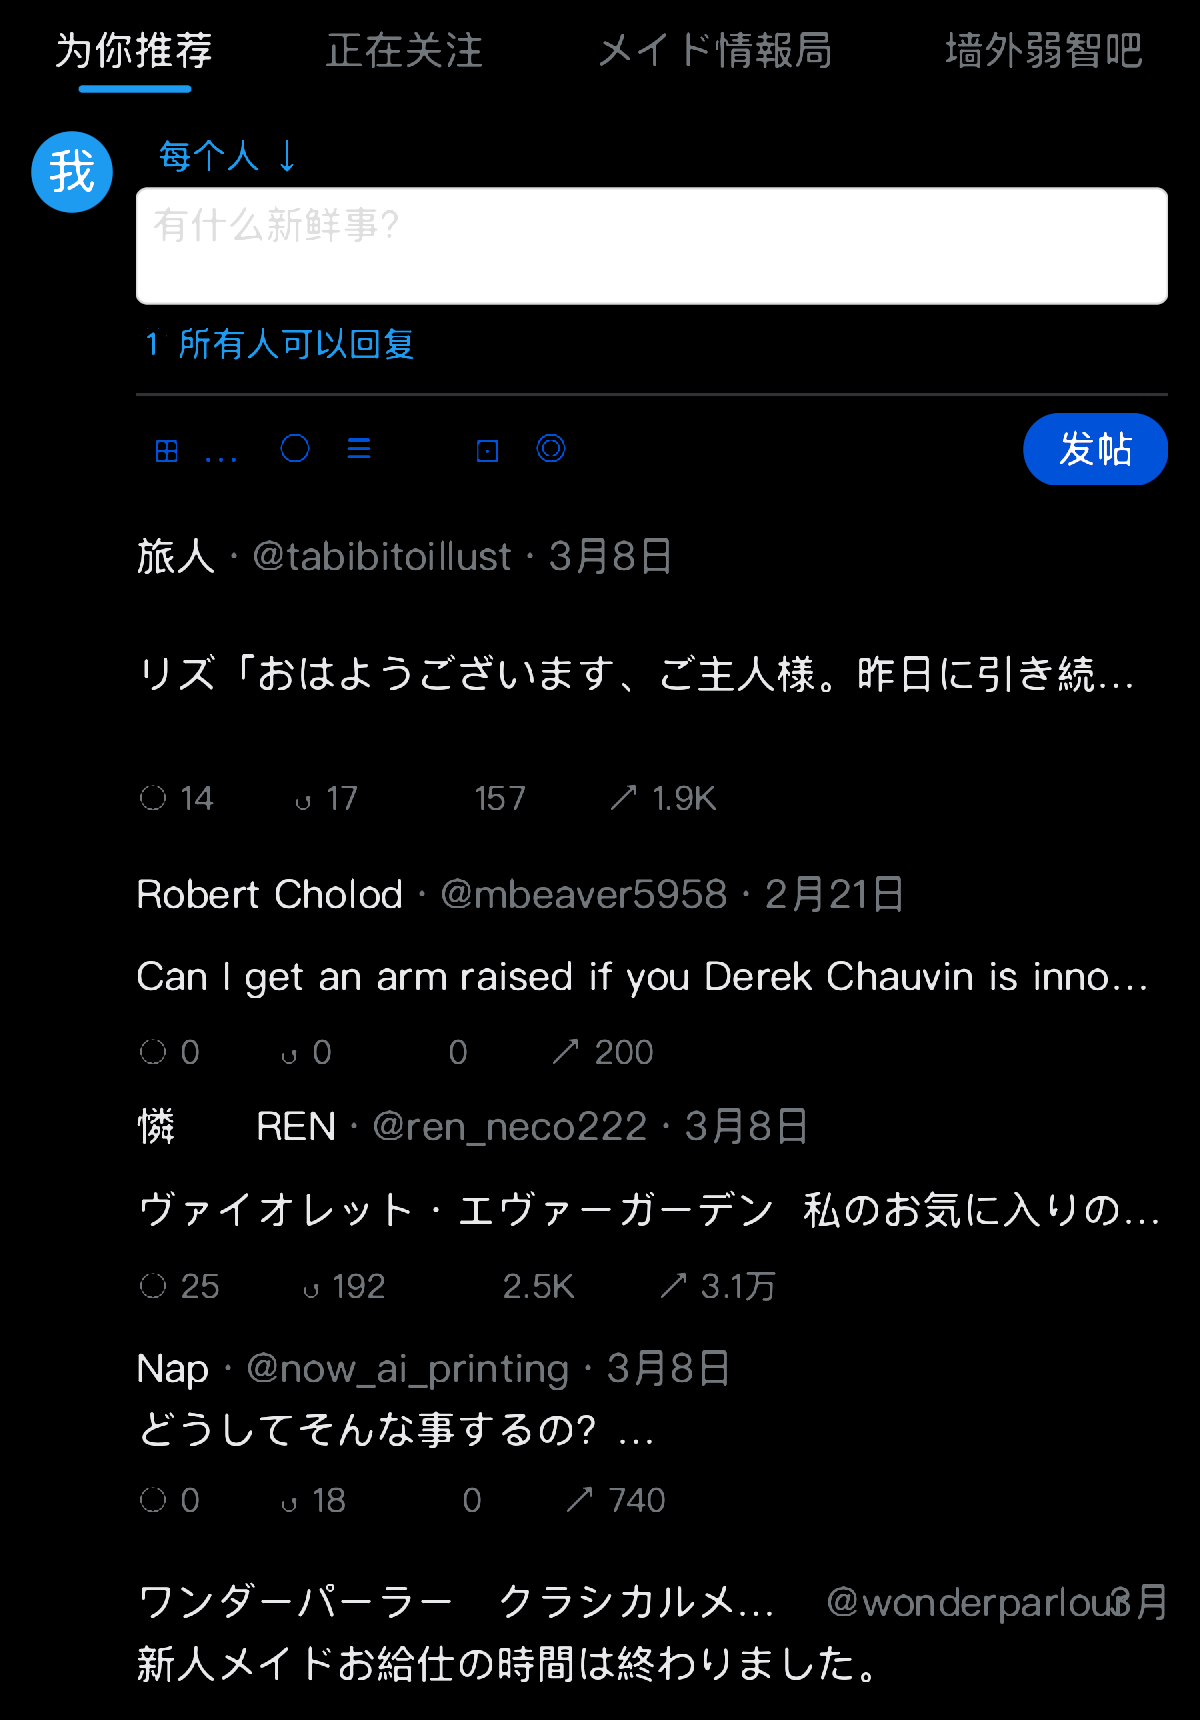 为你推荐 正在关注 メイド情報局 墙外弱智吧
我 每个人 ↓
有什么新鲜事?
1 所有人可以回复
... 发帖
旅人 · @tabibitoillust · 3月8日
リズ「おはようございます、ご主人様。昨日に引き続...
14 17 157 ↗ 1.9K
Robert Cholod · @mbeaver5958 · 2月21日
Can I get an arm raised if you Derek Chauvin is inno...
0 0 0 ↗ 200
憐 REN · @ren_neco222 · 3月8日
ヴァイオレット・エヴァーガーデン 私のお気に入りの...
25 192 2.5K ↗ 3.1万
Nap · @now_ai_printing · 3月8日
どうしてそんな事するの? ...
0 18 0 ↗ 740
ワンダーパーラー クラシカルメ... @wonderparlour 3月
新人メイドお給仕の時間は終わりました。